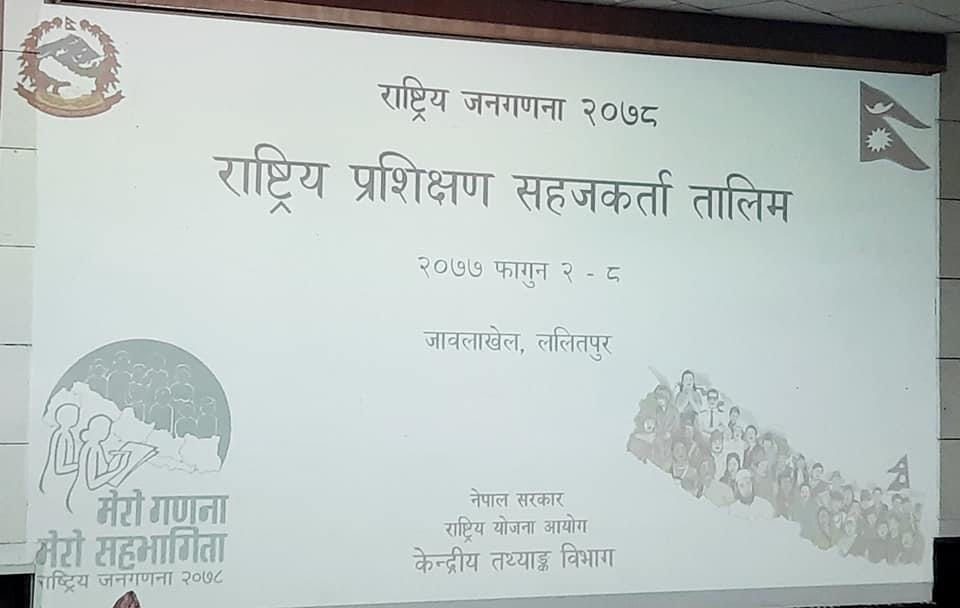 राष्ट्रिय जनगणना २०७८
राष्ट्रिय प्रशिक्षण सहजकर्ता तालिम
२०७७ फागुन २ - ८
जावलाखेल, ललितपुर
मेरो गणना
मेरो सहभागिता
राष्ट्रिय जनगणना २०७८
नेपाल सरकार
राष्ट्रिय योजना आयोग
केन्द्रीय तथ्याङ्क विभाग